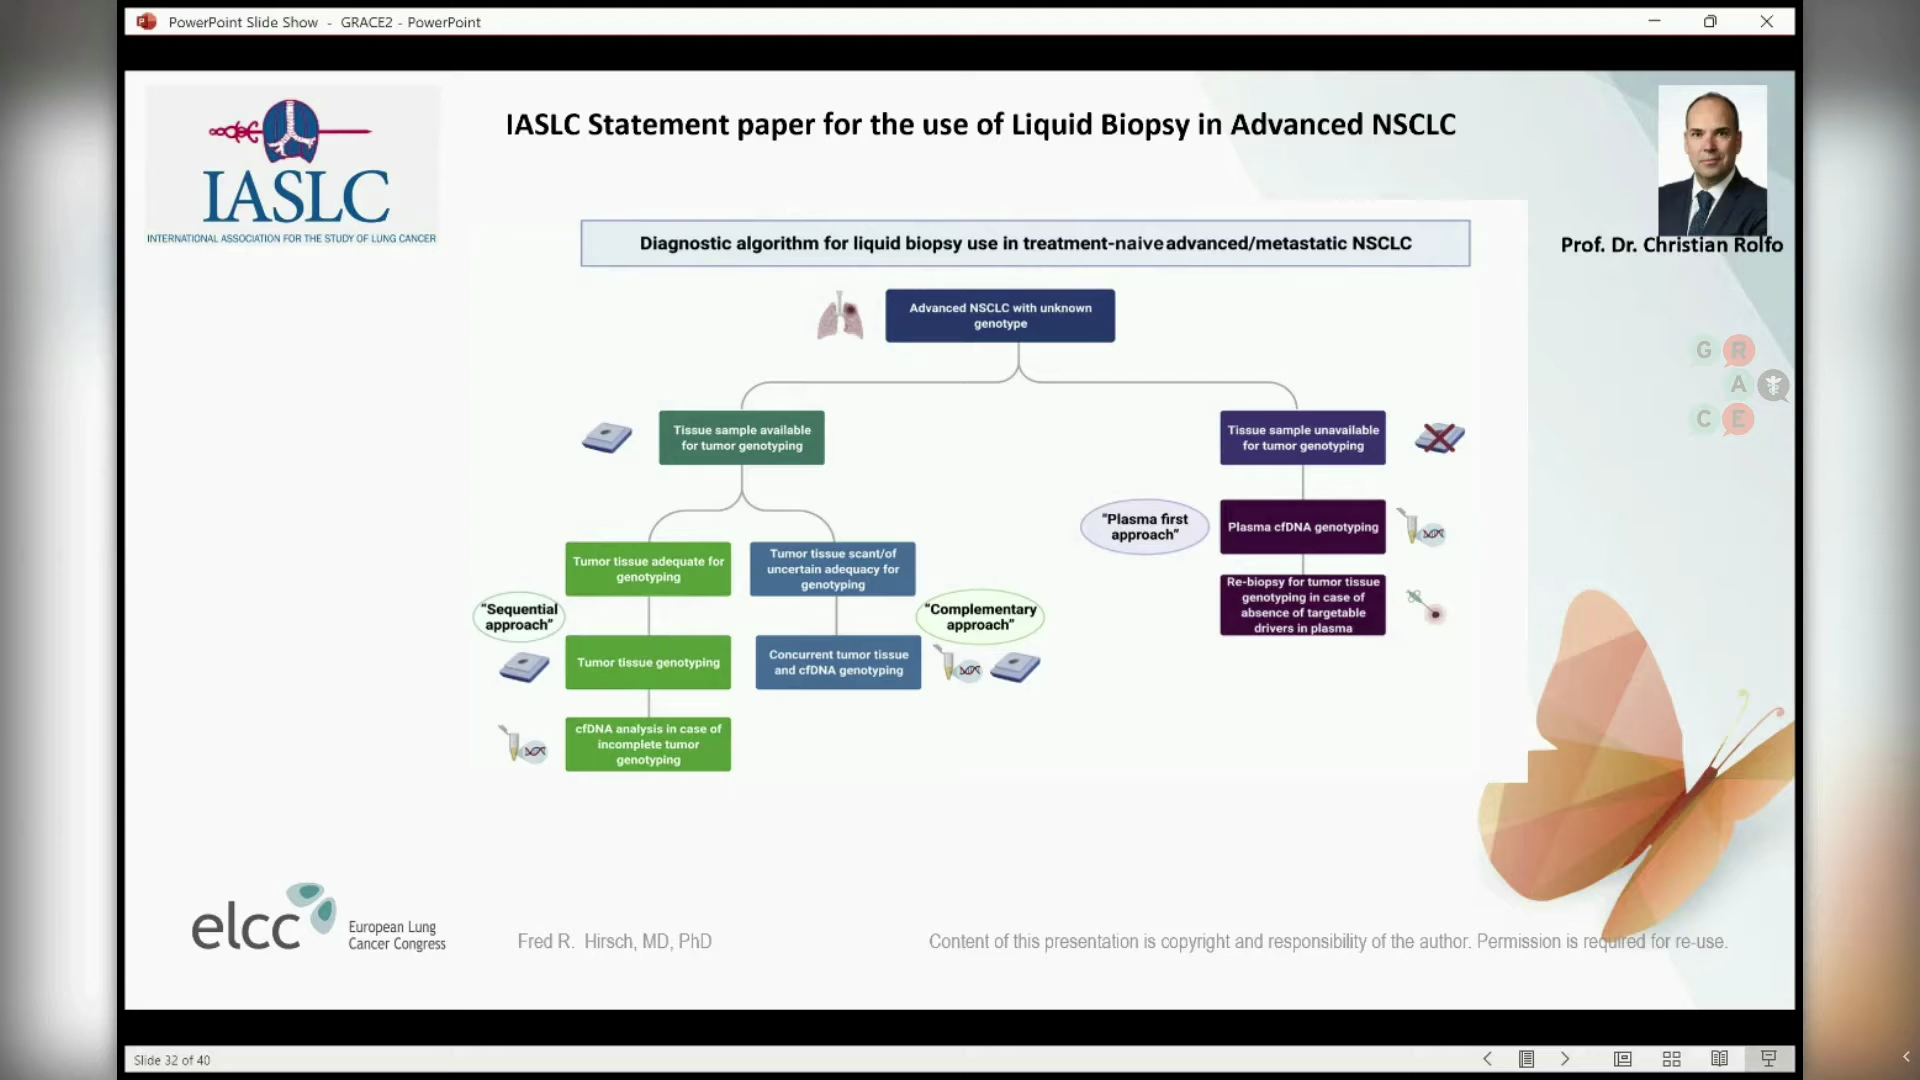 PowerPoint Slide Show - GRACE2 - PowerPoint
IASLC Statement paper for the use of Liquid Biopsy in Advanced NSCLC
IASLC
INTERNATIONAL ASSOCIATION FOR THE STUDY OF LUNG CANCER
Prof. Dr. Christian Rolfo
Diagnostic algorithm for liquid biopsy use in treatment-naive advanced/metastatic NSCLC
Advanced NSCLC with unknown
genotype
G R
A
C E
Tissue sample available
for tumor genotyping
Tissue sample unavailable
for tumor genotyping
"Plasma first
approach"
Plasma cfDNA genotyping
Tumor tissue adequate for
genotyping
Tumor tissue scant/of
uncertain adequacy for
genotyping
Re-biopsy for tumor tissue
genotyping in case of
absence of targetable
drivers in plasma
"Sequential
approach"
"Complementary
approach"
Tumor tissue genotyping
Concurrent tumor tissue
and cfDNA genotyping
cfDNA analysis in case of
incomplete tumor
genotyping
elcc
European Lung
Cancer Congress
Fred R. Hirsch, MD, PhD
Content of this presentation is copyright and responsibility of the author. Permission is required for re-use.
Slide 32 of 40